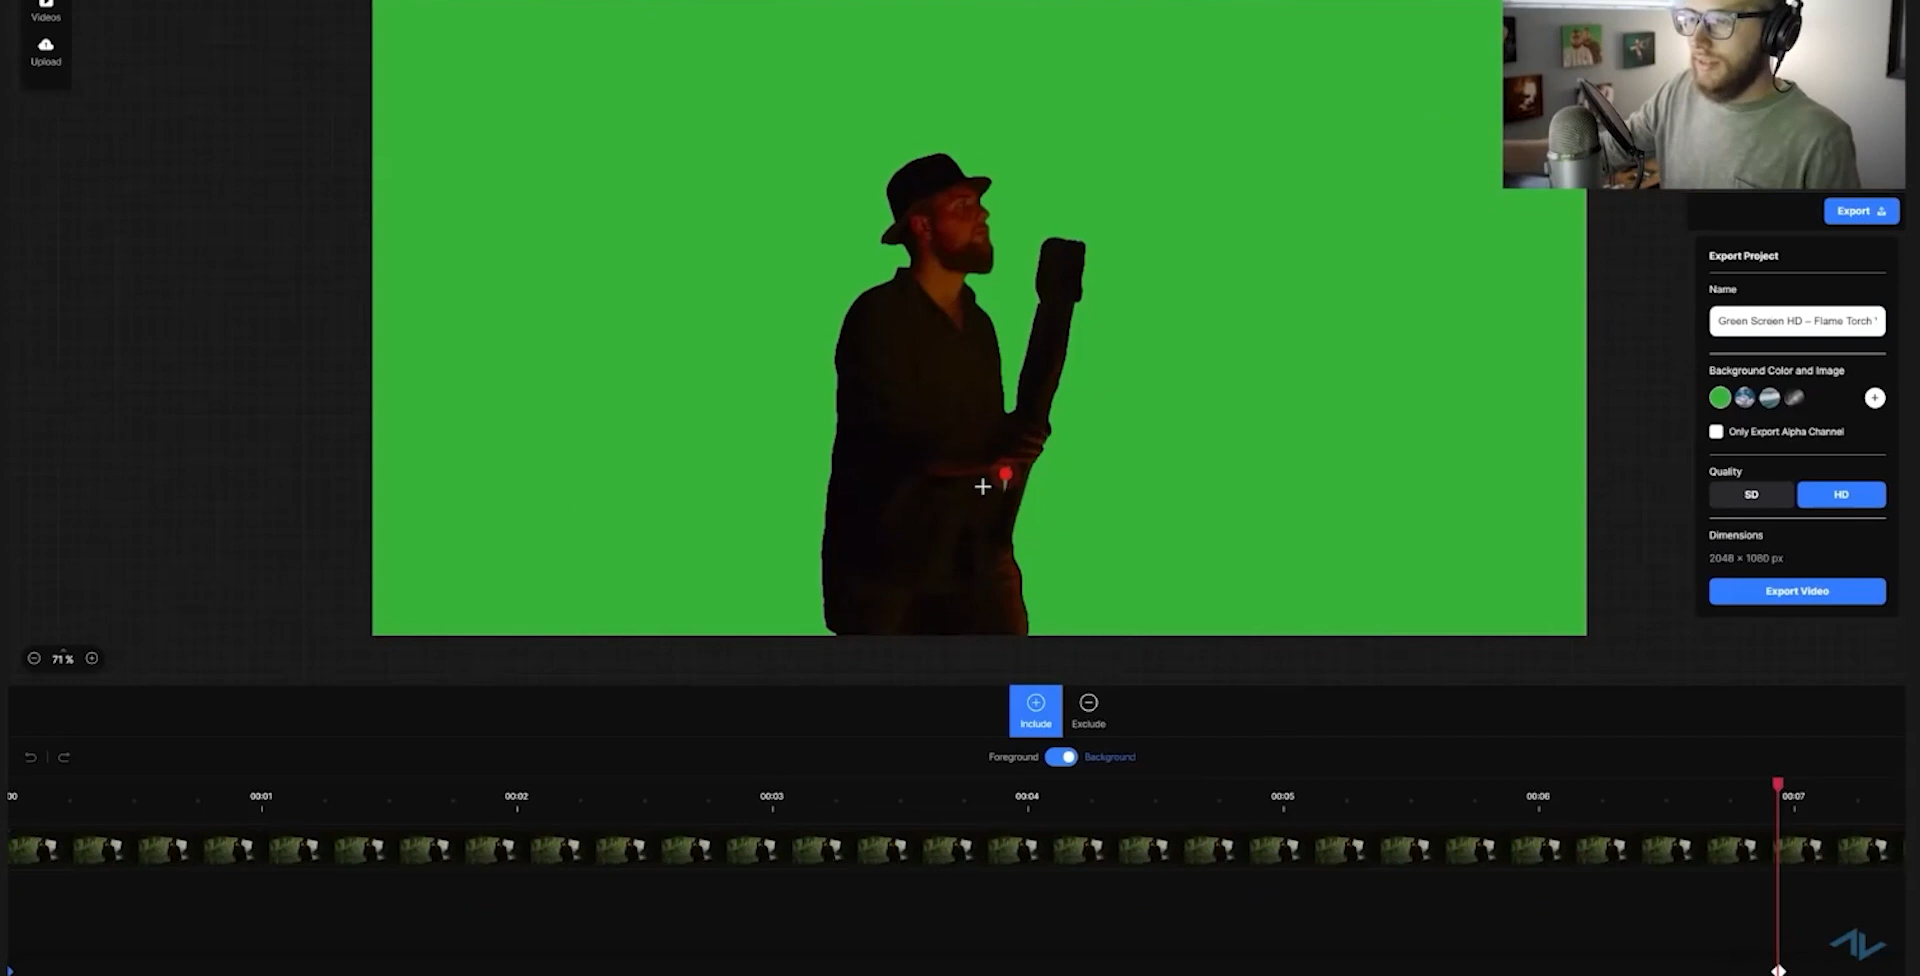 Videos
Upload
Export
Export Project
Name
Green Screen HD – Flame Torch
Background Color and Image
+
Only Export Alpha Channel
Quality
SD
HD
Dimensions
2048 × 1080 px
Export Video
71%
Include
Exclude
Foreground
Background
00
00:01
00:02
00:03
00:04
00:05
00:06
00:07